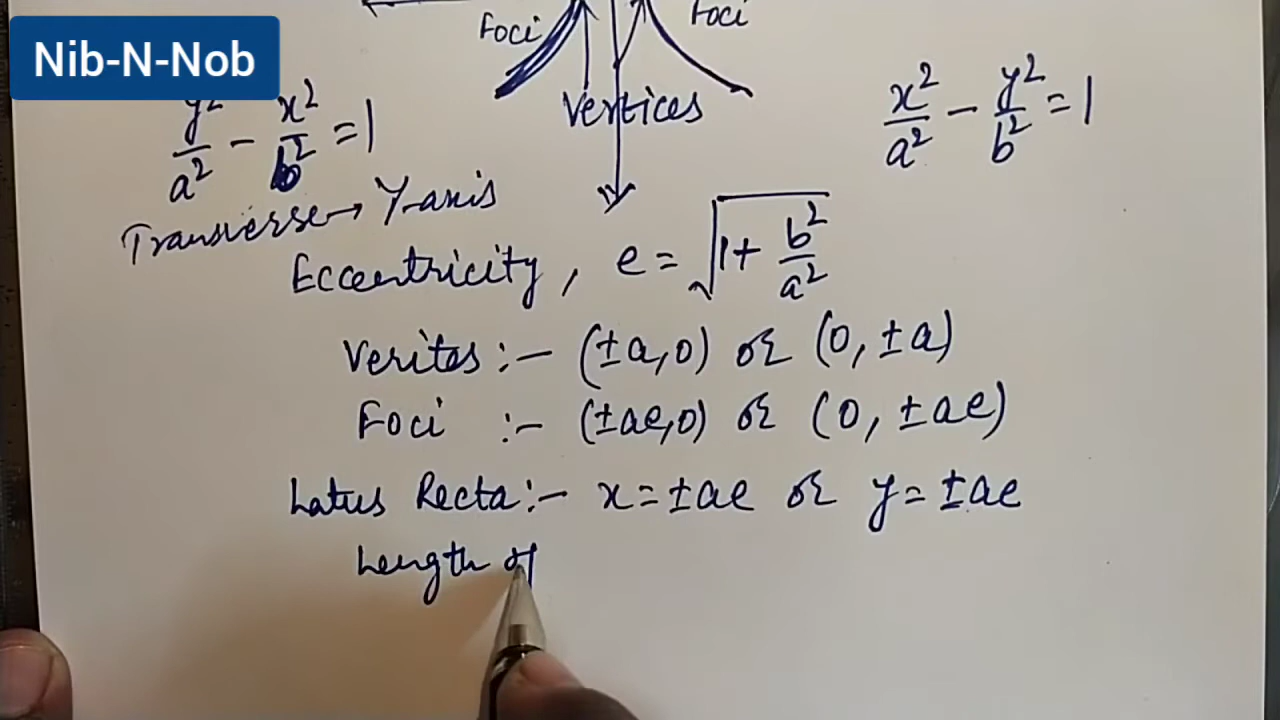 Nib-N-Nob
Foci Foci
Vertices
y²/a² - x²/b² = 1
x²/a² - y²/b² = 1
Transverse → Y-axis
Eccentricity, e = √(1 + b²/a²)
Verites :- (±a,0) or (0, ±a)
Foci :- (±ae,0) or (0, ±ae)
Latus Recta :- x = ±ae or y = ±ae
Length of